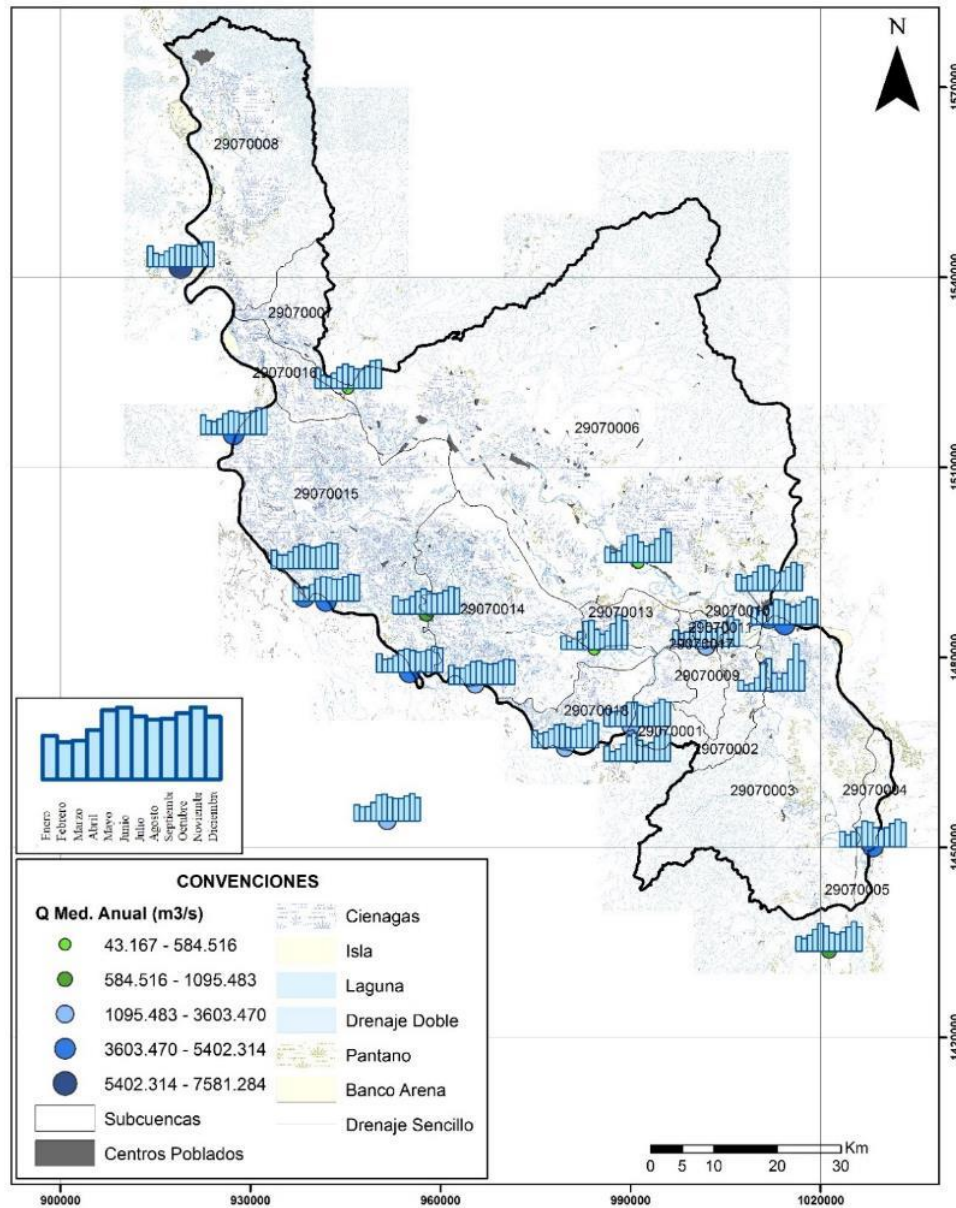 N
29070008
29070007
29070016
29070006
29070015
29070014
29070013
29070011
29070017
29070009
29070018
29070001
29070002
29070003
29070004
29070005
Enero
Febrero
Marzo
Abril
Mayo
Junio
Julio
Agosto
Septiembr
Octubre
Noviembr
Diciembre
CONVENCIONES
Q Med. Anual (m3/s)
43.167 - 584.516
584.516 - 1095.483
1095.483 - 3603.470
3603.470 - 5402.314
5402.314 - 7581.284
Subcuencas
Centros Poblados
Cienagas
Isla
Laguna
Drenaje Doble
Pantano
Banco Arena
Drenaje Sencillo
Km
0 5 10 20 30
1570000
1540000
1510000
1480000
1450000
1420000
900000 930000 960000 990000 1020000